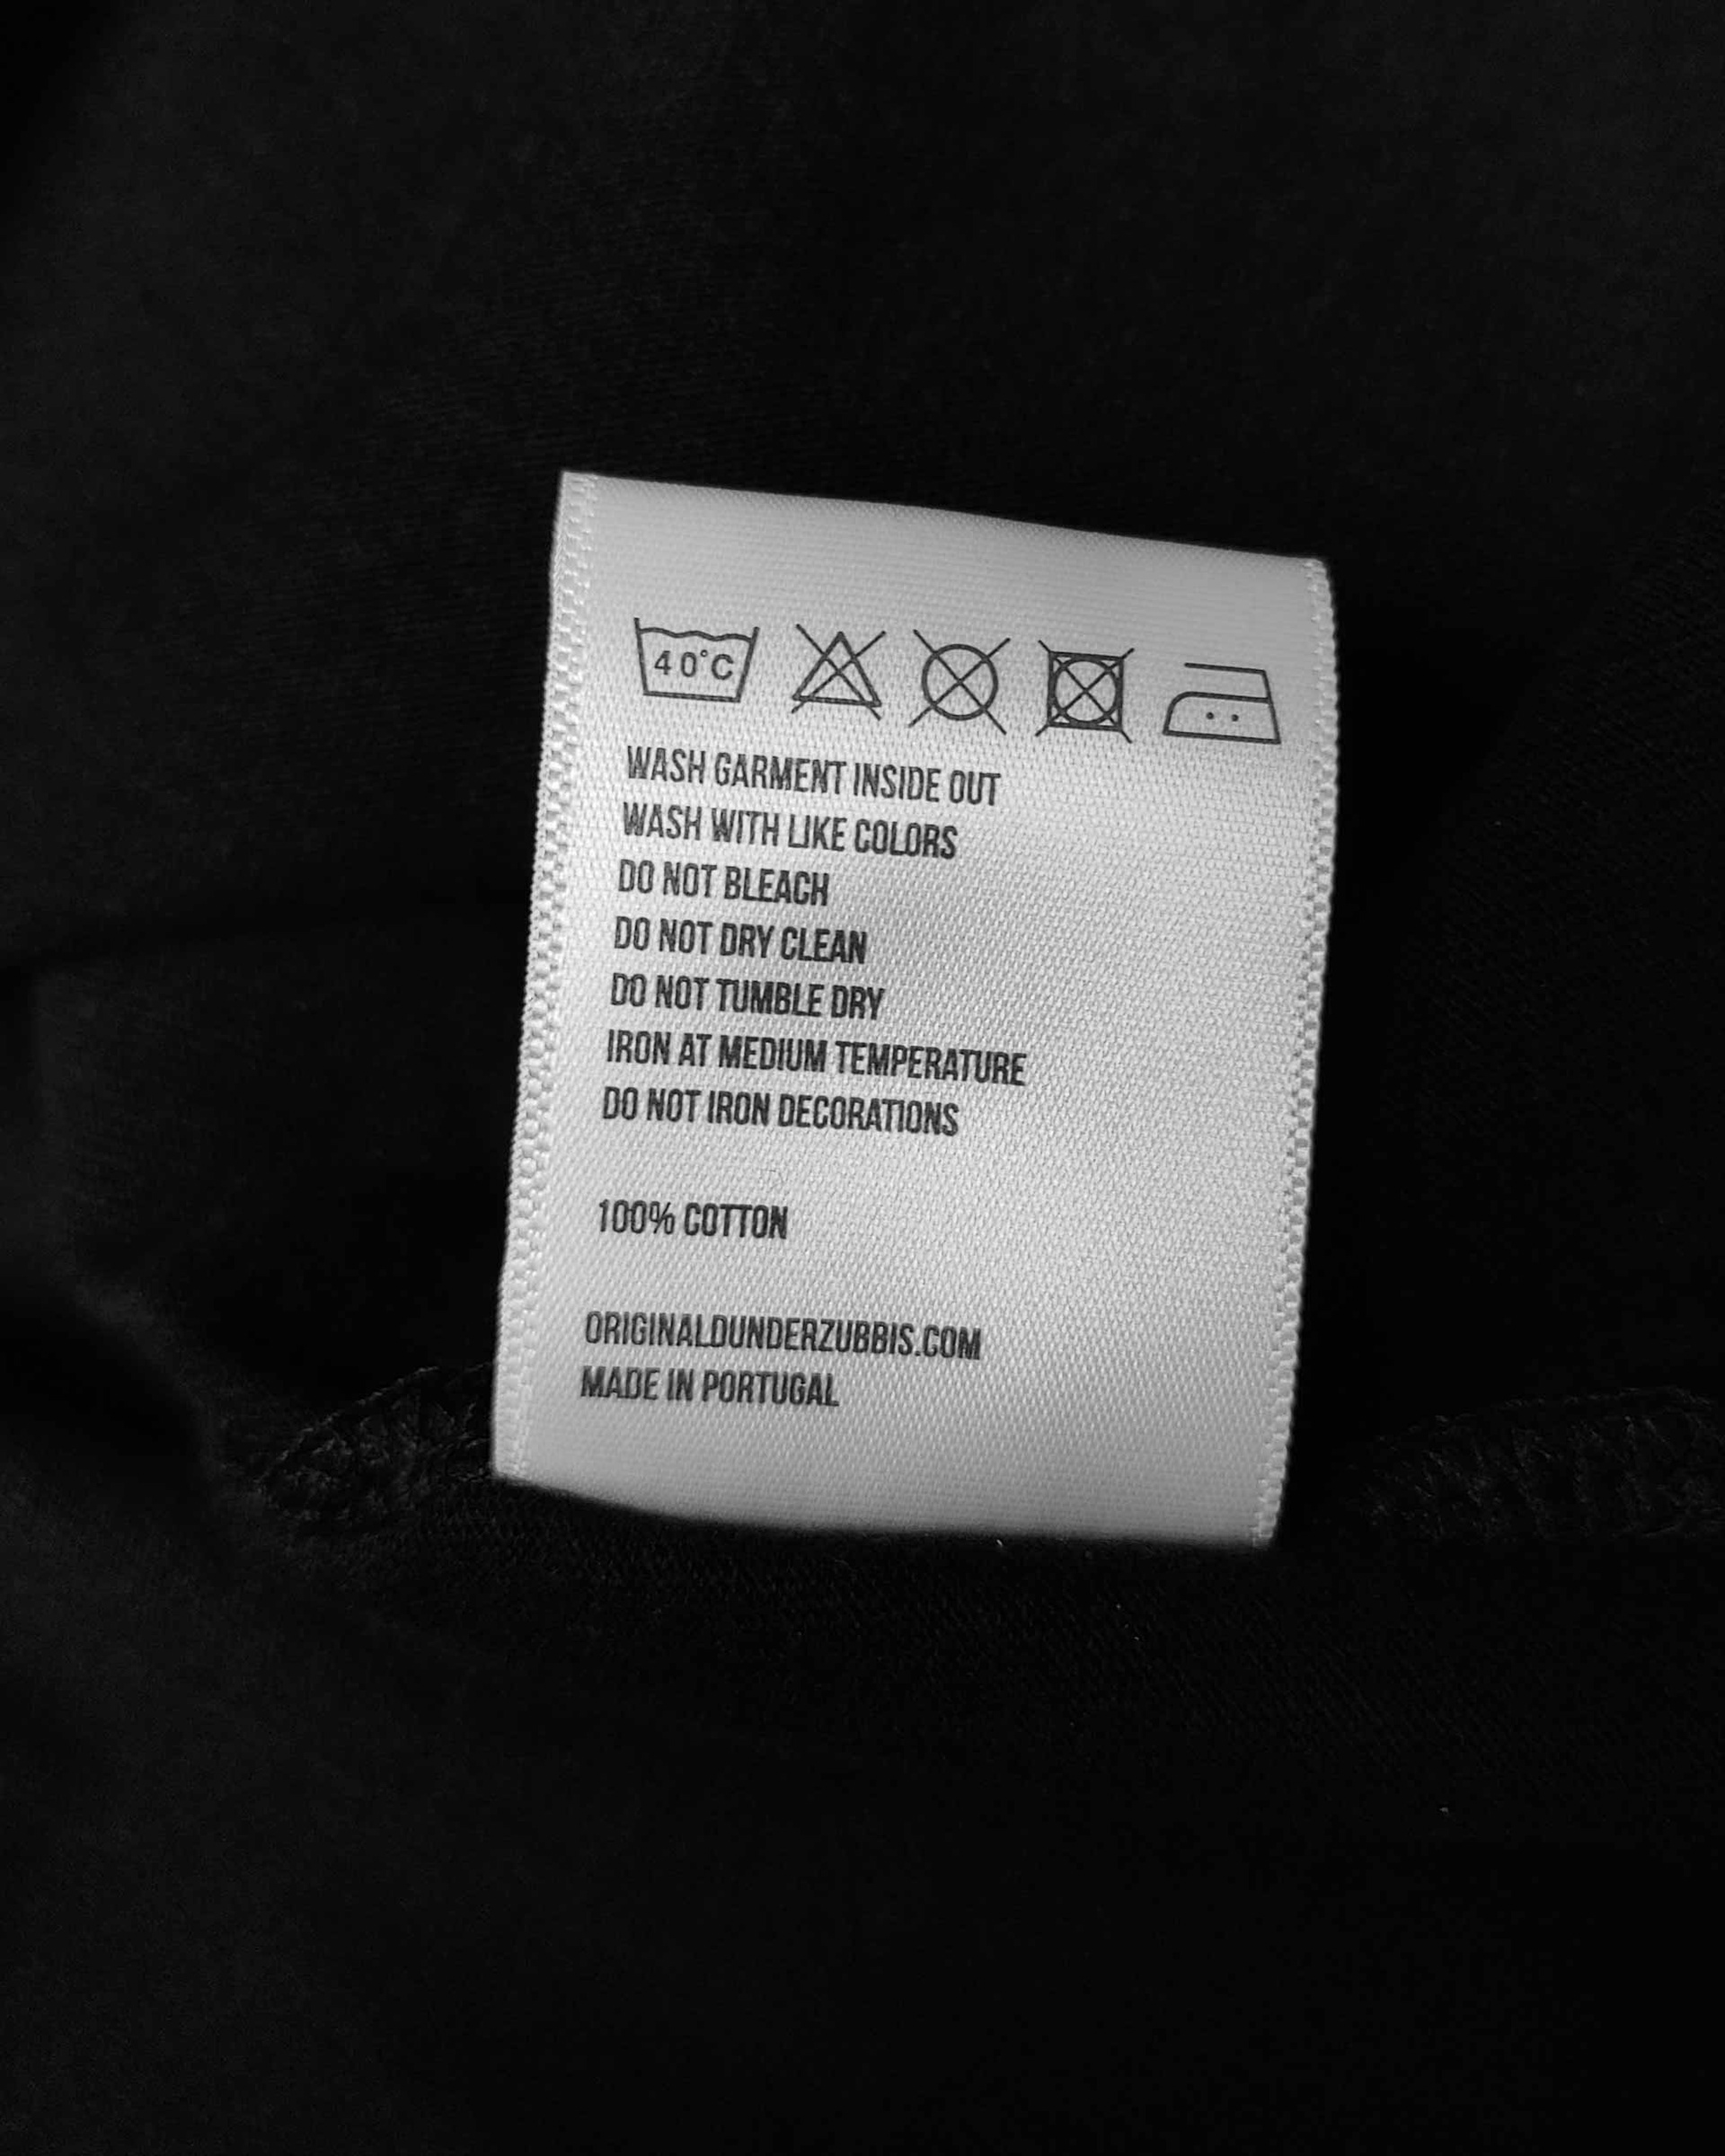 40°C
WASH GARMENT INSIDE OUT
WASH WITH LIKE COLORS
DO NOT BLEACH
DO NOT DRY CLEAN
DO NOT TUMBLE DRY
IRON AT MEDIUM TEMPERATURE
DO NOT IRON DECORATIONS
100% COTTON
ORIGINALDUNDERZUBBIS.COM
MADE IN PORTUGAL